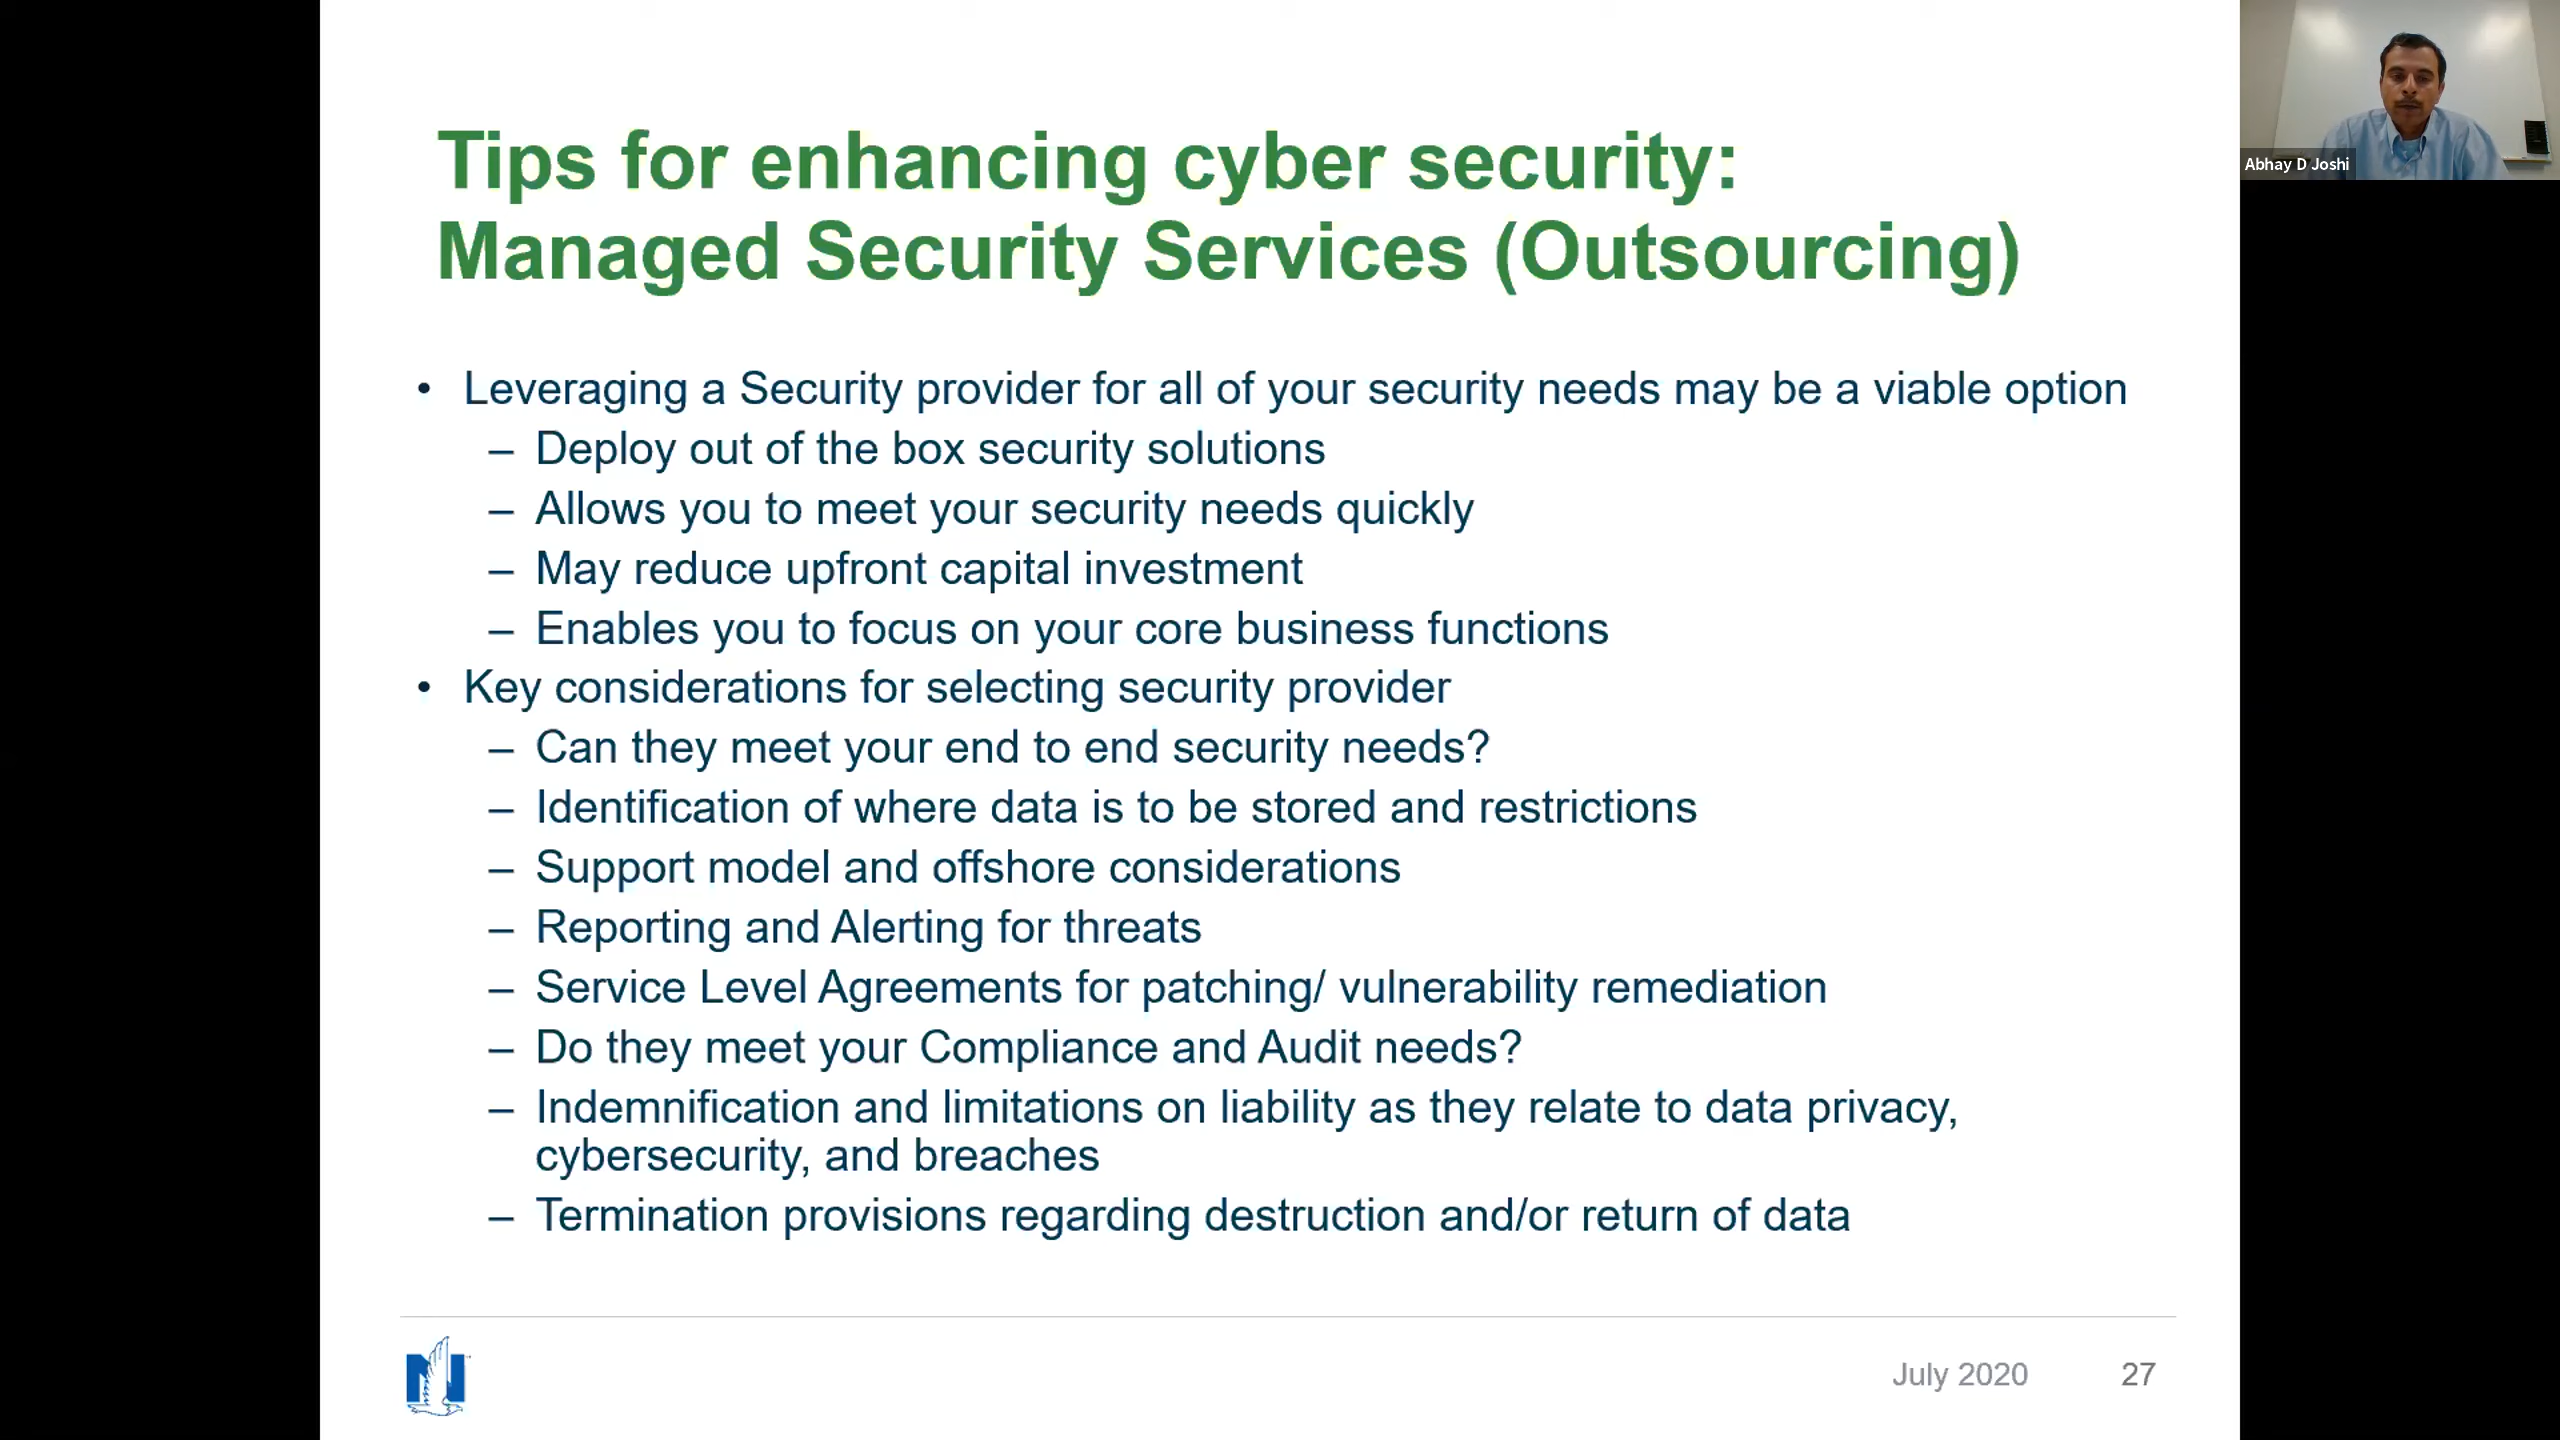 Tips for enhancing cyber security:
Managed Security Services (Outsourcing)
• Leveraging a Security provider for all of your security needs may be a viable option
– Deploy out of the box security solutions
– Allows you to meet your security needs quickly
– May reduce upfront capital investment
– Enables you to focus on your core business functions
• Key considerations for selecting security provider
– Can they meet your end to end security needs?
– Identification of where data is to be stored and restrictions
– Support model and offshore considerations
– Reporting and Alerting for threats
– Service Level Agreements for patching/ vulnerability remediation
– Do they meet your Compliance and Audit needs?
– Indemnification and limitations on liability as they relate to data privacy,
cybersecurity, and breaches
– Termination provisions regarding destruction and/or return of data
N
July 2020
27
Abhay D Joshi